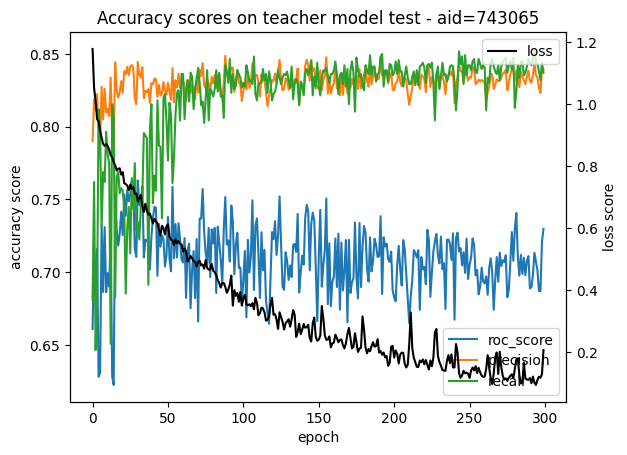 Accuracy scores on teacher model test - aid=743065
0.85
0.80
0.75
0.70
0.65
accuracy score
1.2
1.0
0.8
0.6
0.4
0.2
loss score
loss
roc_score
precision
recall
0
50
100
150
200
250
300
epoch